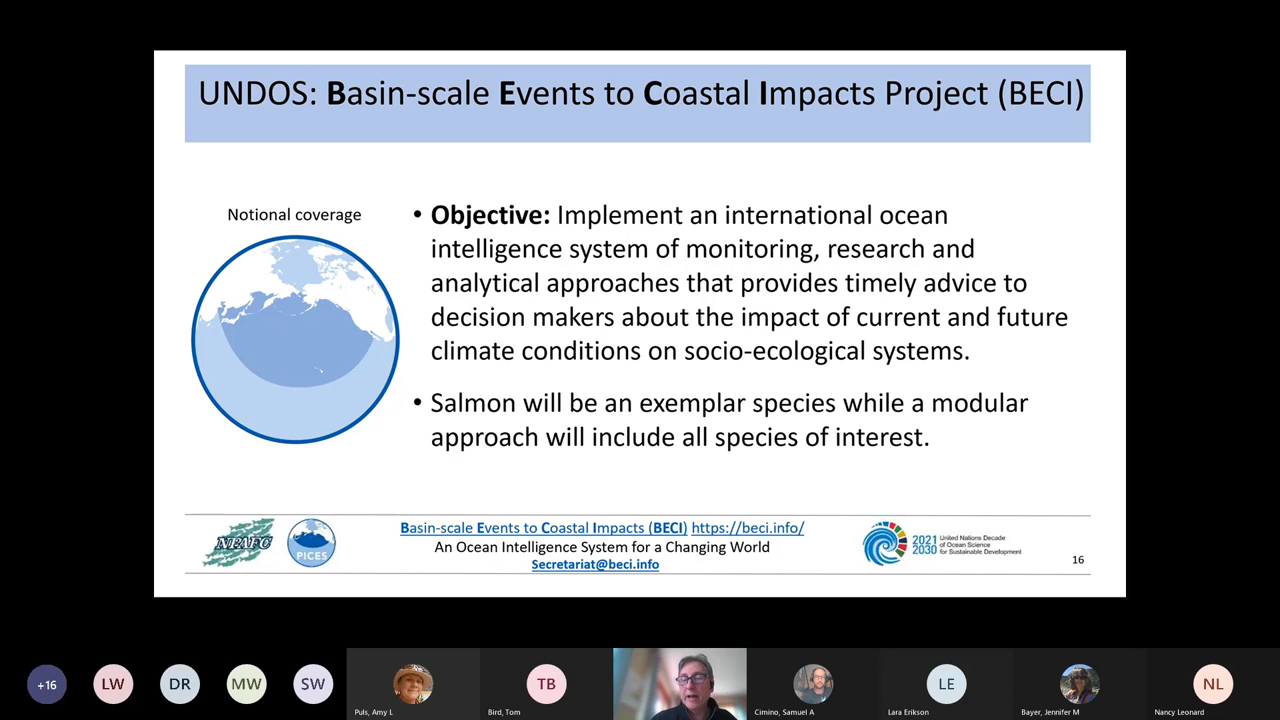 UNDOS: Basin-scale Events to Coastal Impacts Project (BECI)
Notional coverage
• Objective: Implement an international ocean
intelligence system of monitoring, research and
analytical approaches that provides timely advice to
decision makers about the impact of current and future
climate conditions on socio-ecological systems.
• Salmon will be an exemplar species while a modular
approach will include all species of interest.
NPAFC
PICES
Basin-scale Events to Coastal Impacts (BECI) https://beci.info/
An Ocean Intelligence System for a Changing World
Secretariat@beci.info
2021
2030
United Nations Decade
of Ocean Science
for Sustainable Development
16
+16
LW
DR
MW
SW
Puls, Amy L
TB
Bird, Tom
Cimino, Samuel A
LE
Lara Erikson
Bayer, Jennifer M
NL
Nancy Leonard